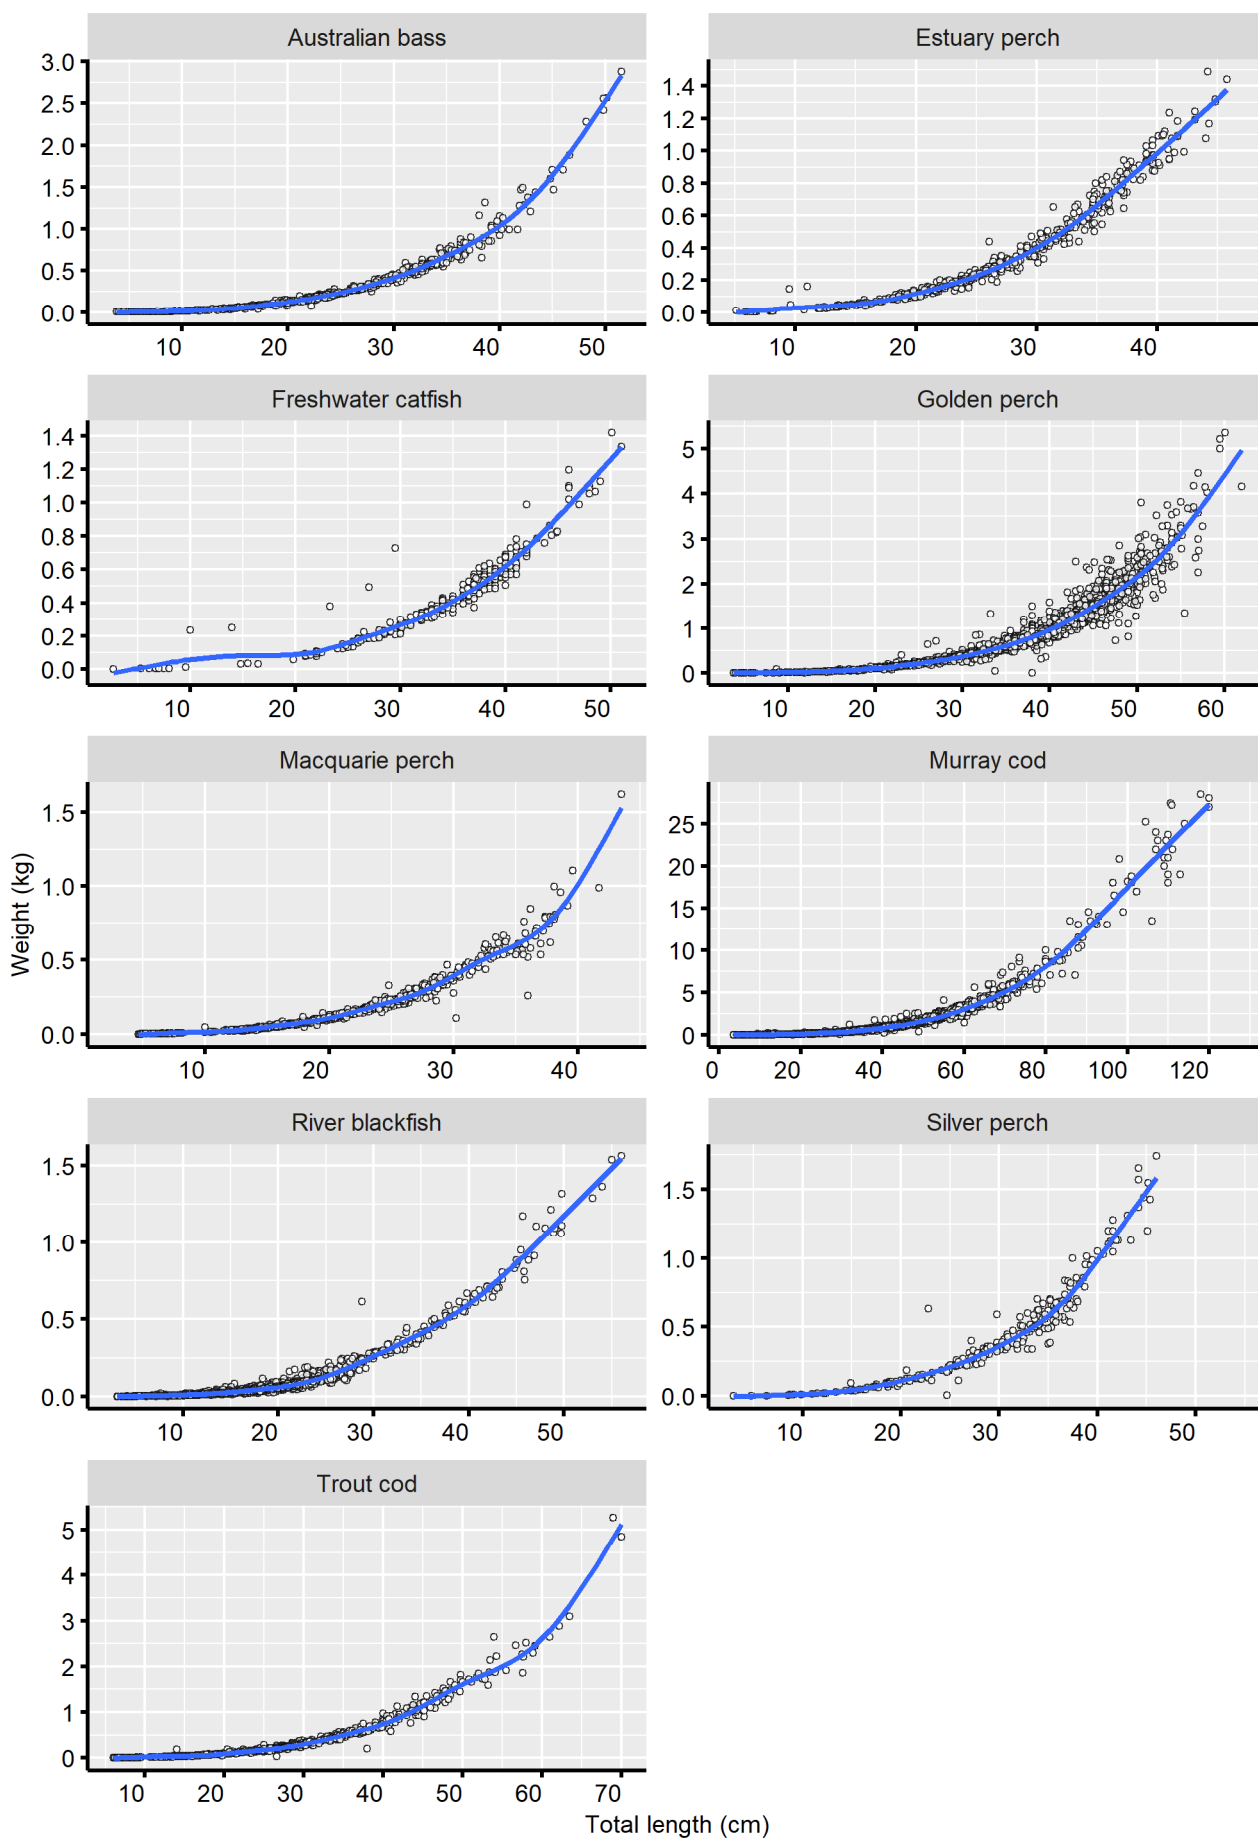 Australian bass
Estuary perch
3.0
2.5
2.0
1.5
1.0
0.5
0.0
10 20 30 40 50
1.4
1.2
1.0
0.8
0.6
0.4
0.2
0.0
10 20 30 40
Freshwater catfish
Golden perch
1.4
1.2
1.0
0.8
0.6
0.4
0.2
0.0
10 20 30 40 50
5
4
3
2
1
0
10 20 30 40 50 60
Macquarie perch
Murray cod
1.5
1.0
0.5
0.0
10 20 30 40
25
20
15
10
5
0
0 20 40 60 80 100 120
Weight (kg)
River blackfish
Silver perch
1.5
1.0
0.5
0.0
10 20 30 40 50
1.5
1.0
0.5
0.0
10 20 30 40 50
Trout cod
5
4
3
2
1
0
10 20 30 40 50 60 70
Total length (cm)